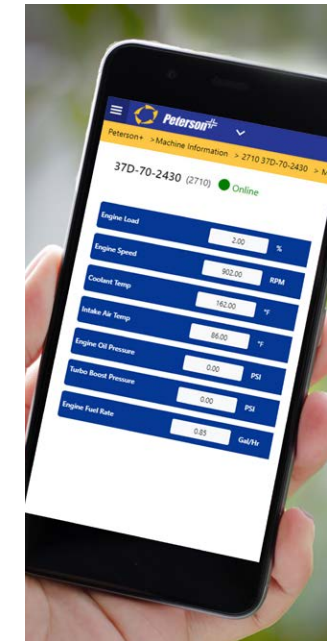 Peterson+
Peterson+ > Machine Information > 2710 37D-70-2430 > M
37D-70-2430 (2710) Online
Engine Load 2.00 %
Engine Speed 902.00 RPM
Coolant Temp 162.00 °F
Intake Air Temp 86.00 °F
Engine Oil Pressure 0.00 PSI
Turbo Boost Pressure 0.00 PSI
Engine Fuel Rate 0.85 Gal/Hr